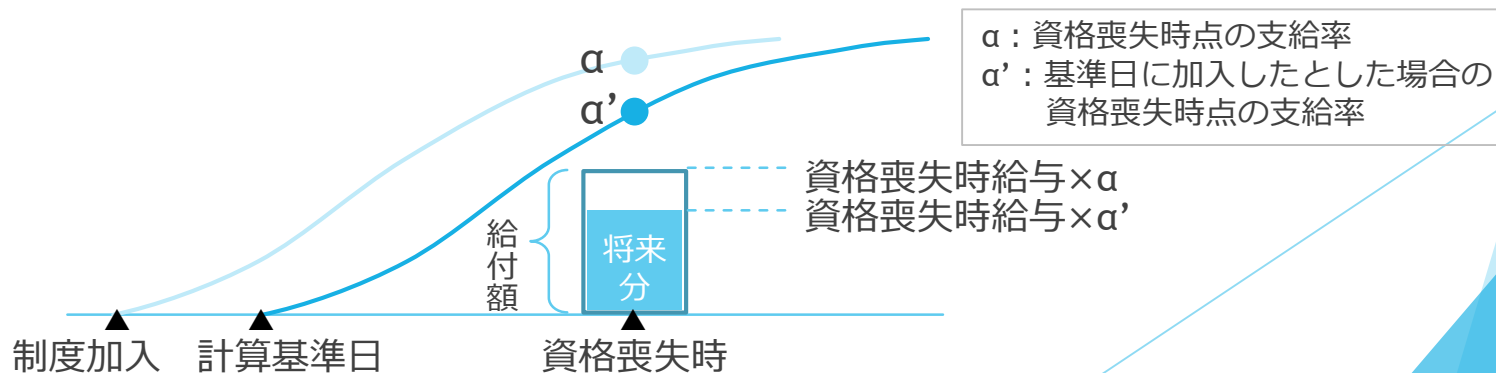 α：資格喪失時点の支給率
α’：基準日に加入したとした場合の
資格喪失時点の支給率
α
α’
資格喪失時給与×α
資格喪失時給与×α’
給付額
将来
分
制度加入
計算基準日
資格喪失時